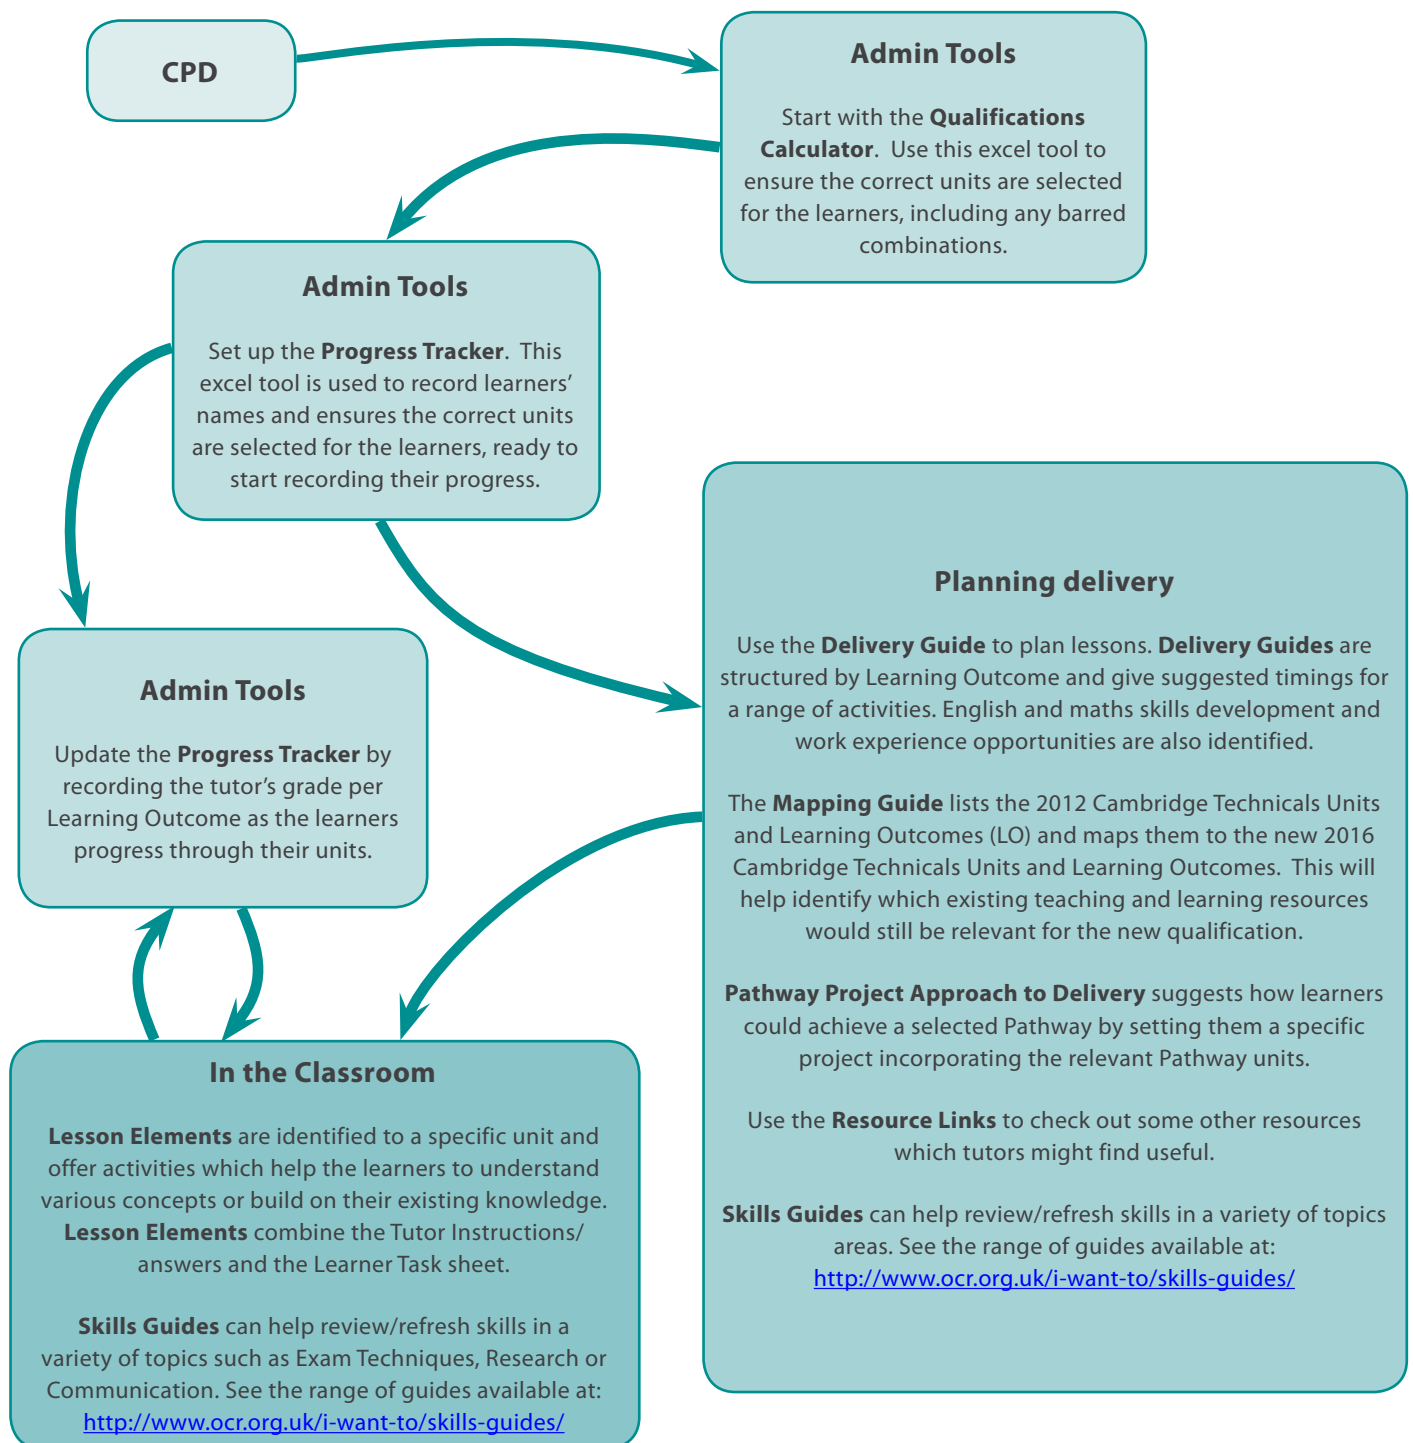 CPD
Admin Tools
Start with the Qualifications
Calculator.  Use this excel tool to
ensure the correct units are selected
for the learners, including any barred
combinations.
Admin Tools
Set up the Progress Tracker.  This
excel tool is used to record learners’
names and ensures the correct units
are selected for the learners, ready to
start recording their progress.
Admin Tools
Update the Progress Tracker by
recording the tutor’s grade per
Learning Outcome as the learners
progress through their units.
Planning delivery
Use the Delivery Guide to plan lessons. Delivery Guides are
structured by Learning Outcome and give suggested timings for
a range of activities. English and maths skills development and
work experience opportunities are also identified.
The Mapping Guide lists the 2012 Cambridge Technicals Units
and Learning Outcomes (LO) and maps them to the new 2016
Cambridge Technicals Units and Learning Outcomes.  This will
help identify which existing teaching and learning resources
would still be relevant for the new qualification.
Pathway Project Approach to Delivery suggests how learners
could achieve a selected Pathway by setting them a specific
project incorporating the relevant Pathway units.
Use the Resource Links to check out some other resources
which tutors might find useful.
Skills Guides can help review/refresh skills in a variety of topics
areas. See the range of guides available at:
http://www.ocr.org.uk/i-want-to/skills-guides/
In the Classroom
Lesson Elements are identified to a specific unit and
offer activities which help the learners to understand
various concepts or build on their existing knowledge.
Lesson Elements combine the Tutor Instructions/
answers and the Learner Task sheet.
Skills Guides can help review/refresh skills in a
variety of topics such as Exam Techniques, Research or
Communication. See the range of guides available at:
http://www.ocr.org.uk/i-want-to/skills-guides/